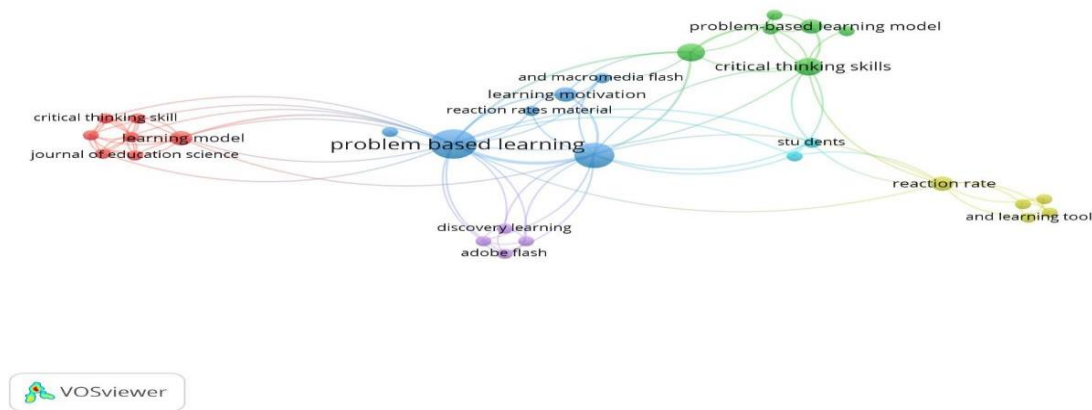 problem-based learning model
critical thinking skills
and macromedia flash
learning motivation
reaction rates material
critical thinking skill
learning model
journal of education science
problem based learning
stu dents
reaction rate
and learning tool
discovery learning
adobe flash
VOSviewer